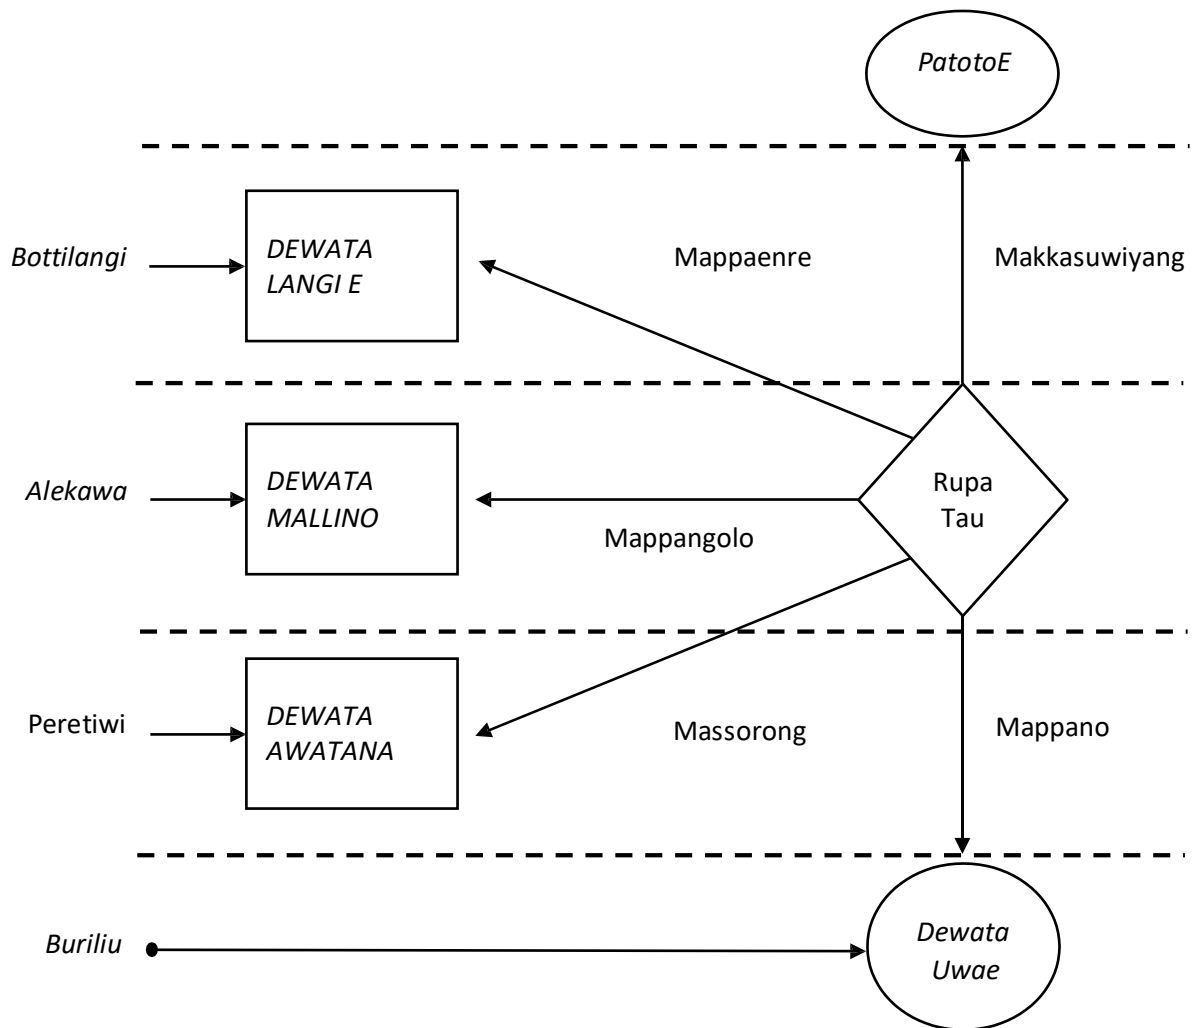 PatotoE
Bottilangi
DEWATA
LANGI E
Mappaenre
Makkasuwiyang
Alekawa
DEWATA
MALLINO
Mappangolo
Rupa
Tau
Peretiwi
DEWATA
AWATANA
Massorong
Mappano
Buriliu
Dewata
Uwae